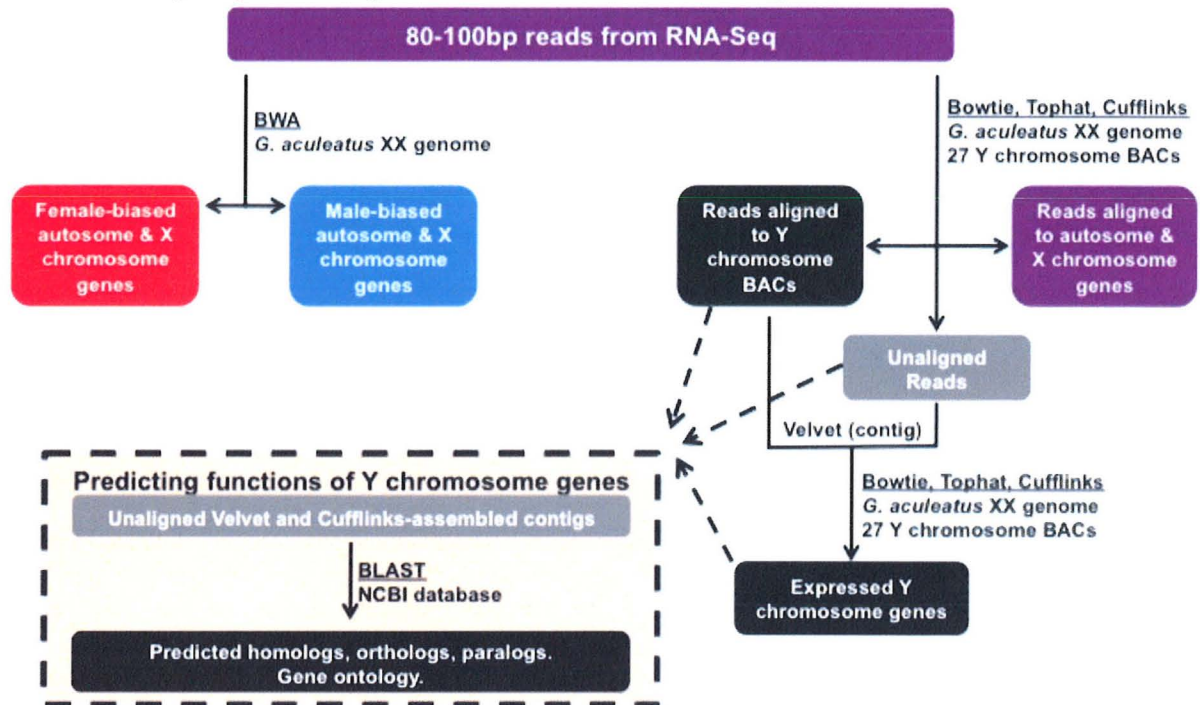 80-100bp reads from RNA-Seq
BWA
G. aculeatus XX genome
Bowtie, Tophat, Cufflinks
G. aculeatus XX genome
27 Y chromosome BACs
Female-biased
autosome & X
chromosome
genes
Male-biased
autosome & X
chromosome
genes
Reads aligned
to Y
chromosome
BACs
Reads aligned
to autosome &
X chromosome
genes
Unaligned
Reads
Velvet (contig)
Bowtie, Tophat, Cufflinks
G. aculeatus XX genome
27 Y chromosome BACs
Expressed Y
chromosome genes
Predicting functions of Y chromosome genes
Unaligned Velvet and Cufflinks-assembled contigs
BLAST
NCBI database
Predicted homologs, orthologs, paralogs.
Gene ontology.